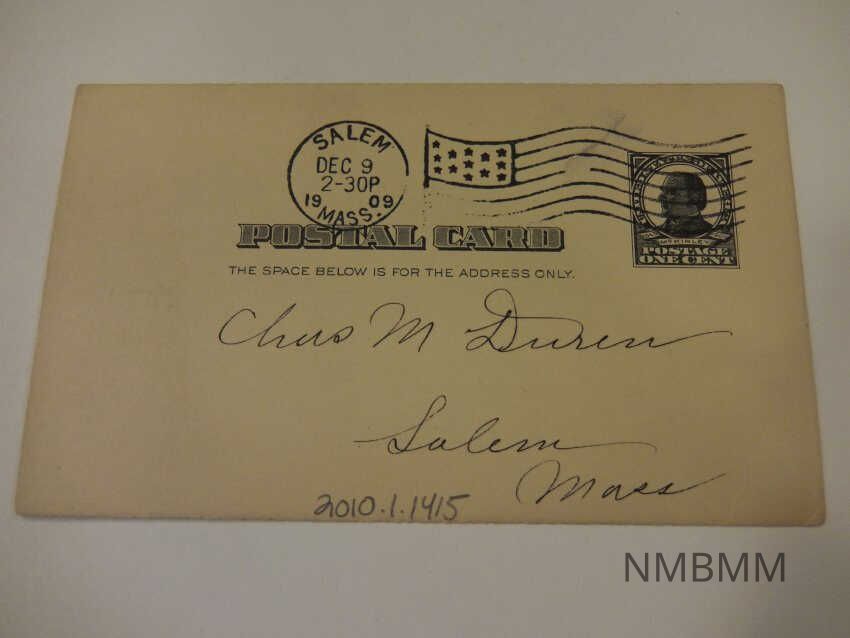 SALEM
DEC 9
2-30P
19 09
MASS.
McKINLEY
POSTAGE
ONE CENT
POSTAL CARD
THE SPACE BELOW IS FOR THE ADDRESS ONLY.
Chas M Duren
Salem
Mass
2010.1.1415
NMBMM